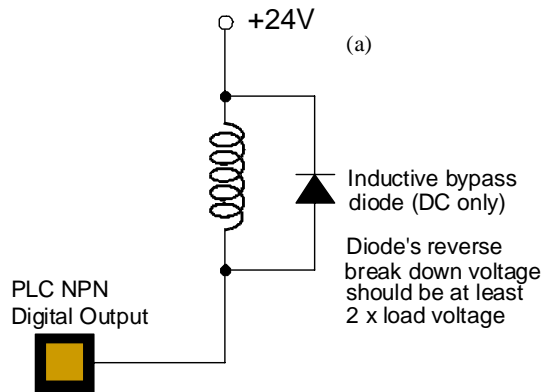 +24V
(a)
Inductive bypass
diode (DC only)
Diode's reverse
break down voltage
should be at least
2 x load voltage
PLC NPN
Digital Output